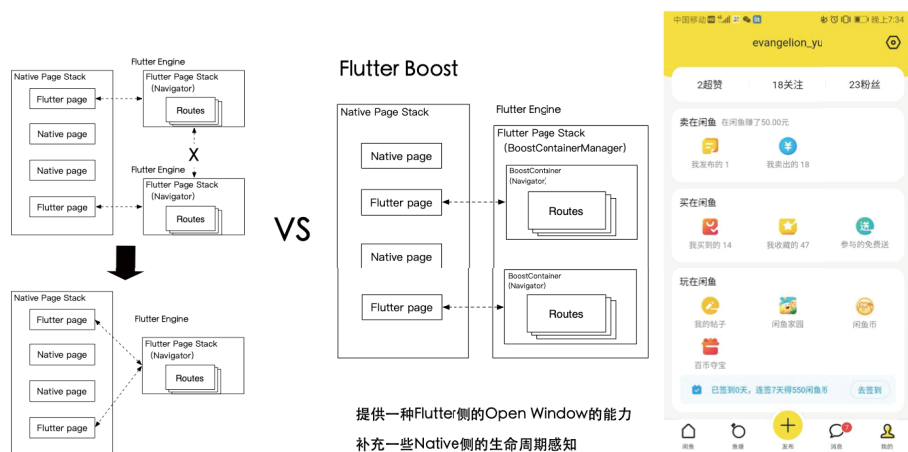 Native Page Stack
Flutter page
Native page
Native page
Flutter page
Flutter Engine
Flutter Page Stack
(Navigator)
Routes
X
Flutter Engine
Flutter Page Stack
(Navigator)
Routes
Native Page Stack
Flutter page
Native page
Native page
Flutter page
Flutter Engine
Flutter Page Stack
(Navigator)
Routes
VS
Flutter Boost
Native Page Stack
Native page
Flutter page
Native page
Flutter page
Flutter Engine
Flutter Page Stack
(BoostContainerManager)
BoostContainer
(Navigator)
Routes
BoostContainer
(Navigator)
Routes
提供一种Flutter侧的Open Window的能力
补充一些Native侧的生命周期感知
中国移动 晚上7:34
evangelion_yu
2超赞 18关注 23粉丝
卖在闲鱼 在闲鱼赚了50.00元
我发布的 1 我卖出的 18
买在闲鱼
送
我买到的 14 我收藏的 47 参与的免费送
玩在闲鱼
我的帖子 闲鱼家园 闲鱼币
百币夺宝
已签到0天，连签7天得550闲鱼币 去签到
7
闲鱼 鱼塘 发布 消息 我的